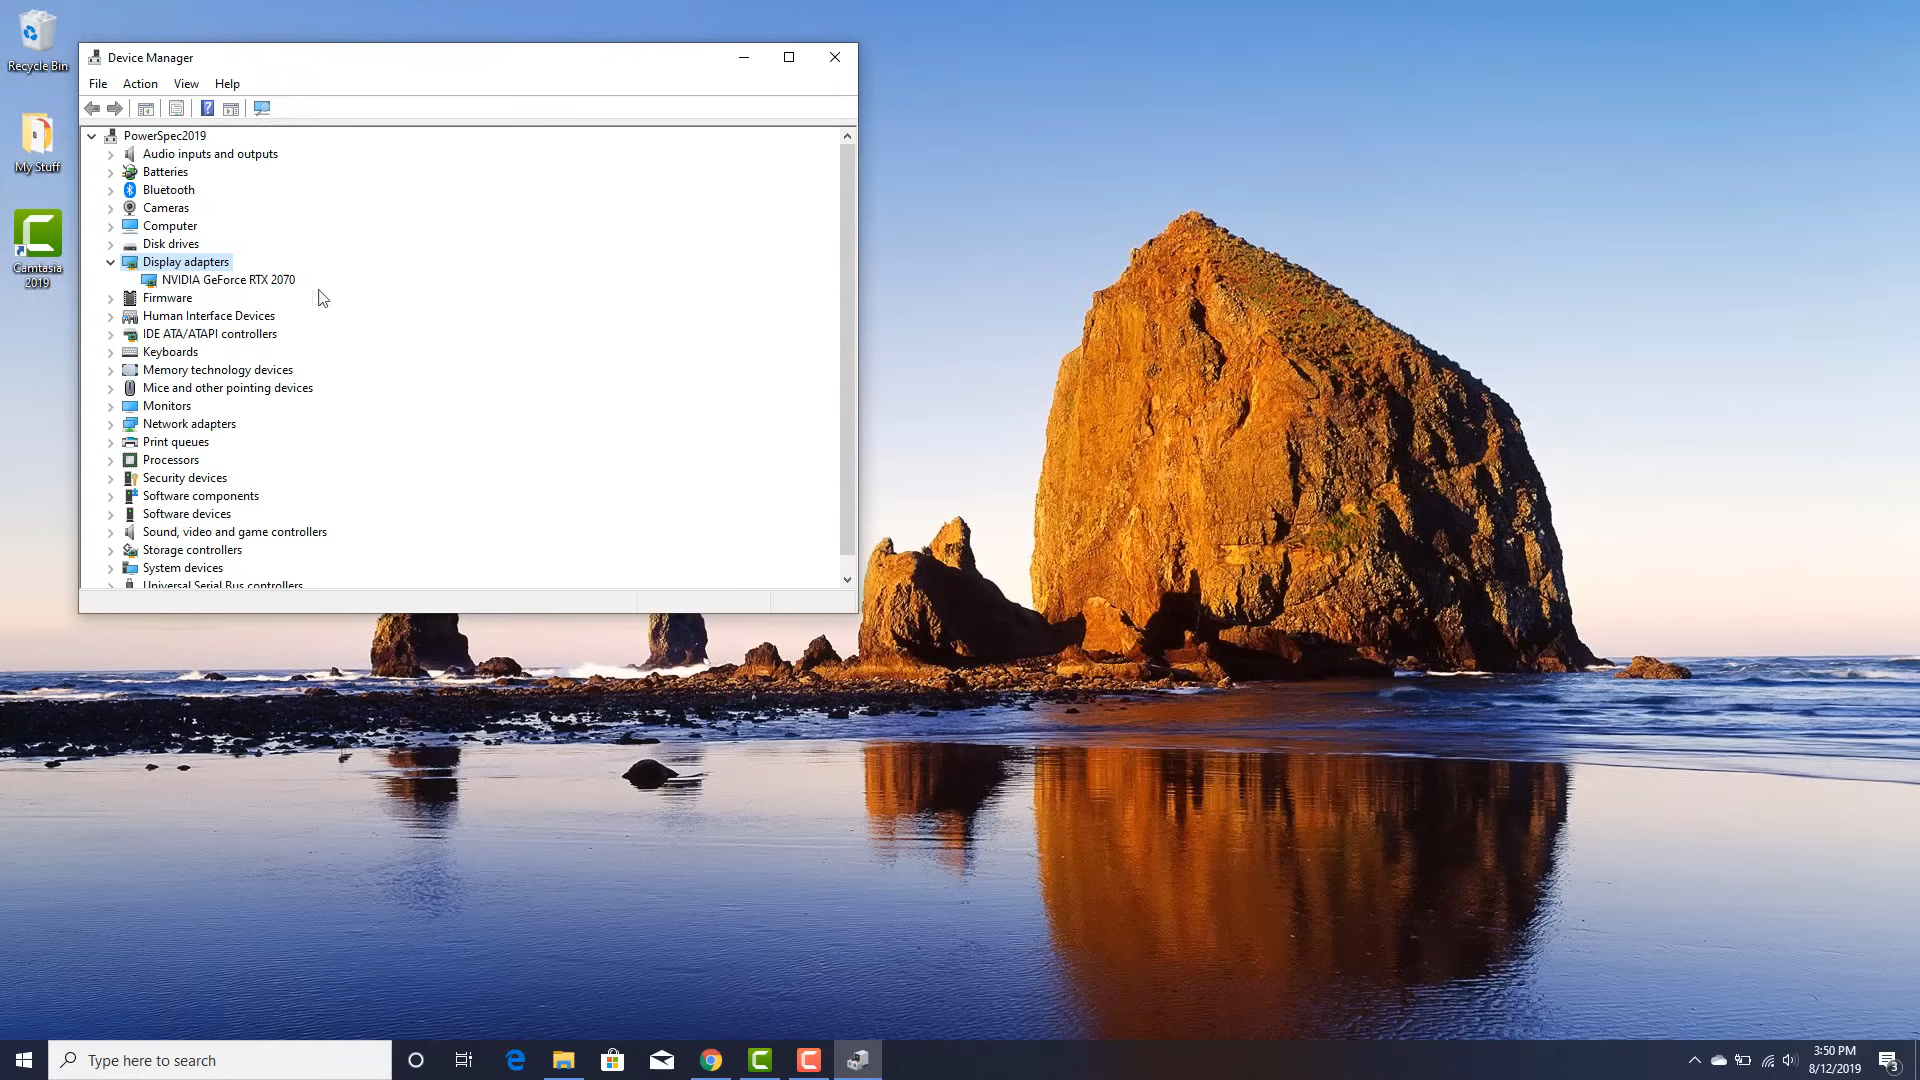 Recycle Bin
My Stuff
Camtasia
2019
Device Manager
File Action View Help
PowerSpec2019
Audio inputs and outputs
Batteries
Bluetooth
Cameras
Computer
Disk drives
Display adapters
NVIDIA GeForce RTX 2070
Firmware
Human Interface Devices
IDE ATA/ATAPI controllers
Keyboards
Memory technology devices
Mice and other pointing devices
Monitors
Network adapters
Print queues
Processors
Security devices
Software components
Software devices
Sound, video and game controllers
Storage controllers
System devices
Universal Serial Bus controllers
Type here to search
3:50 PM
8/12/2019
3